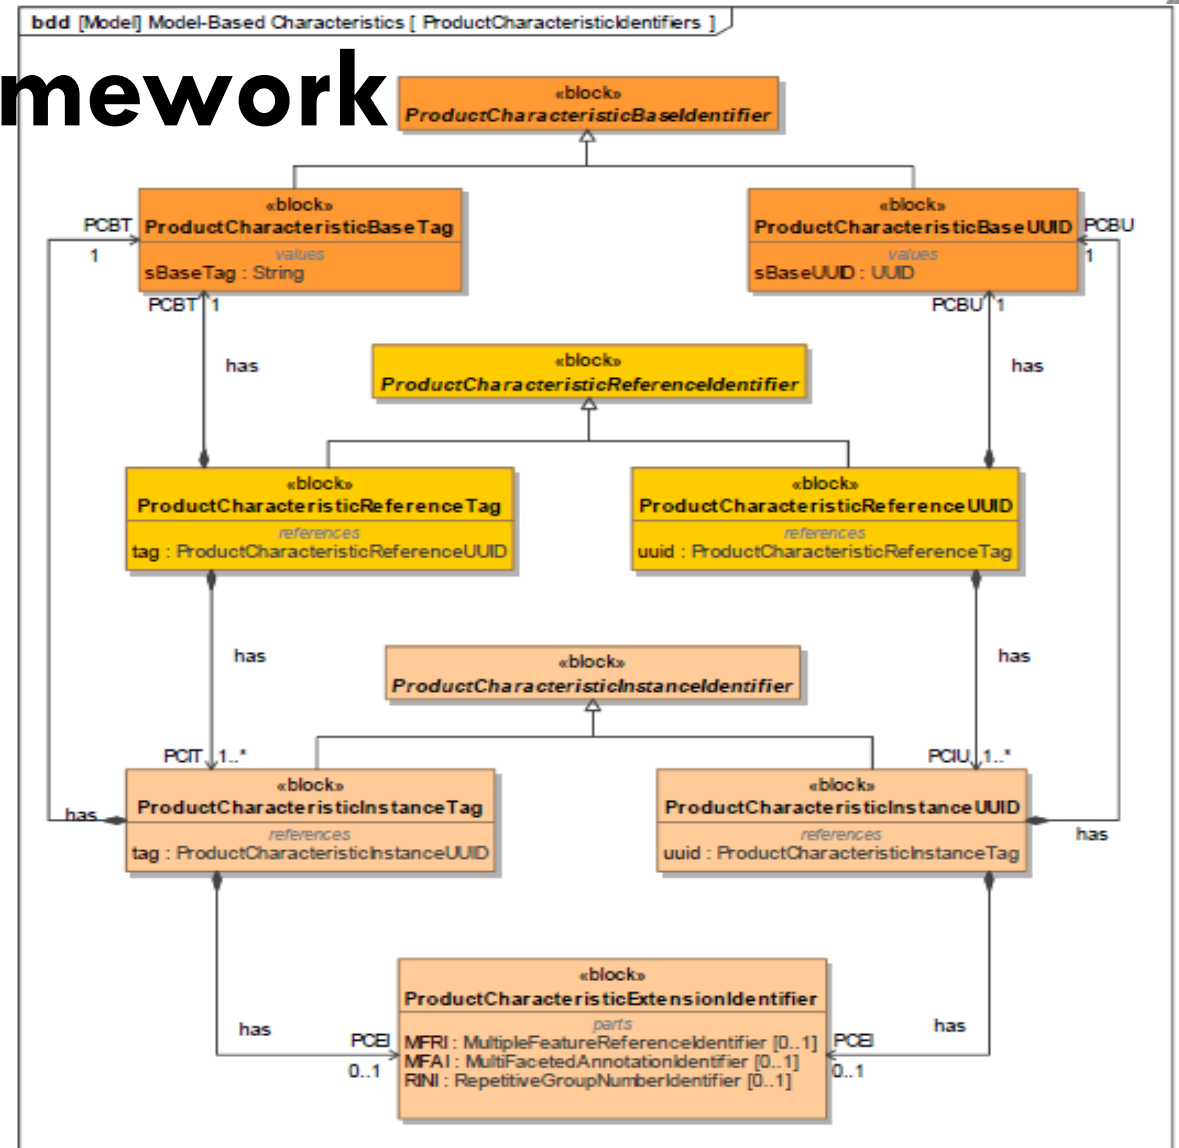 bdd [Model] Model-Based Characteristics [ ProductCharacteristicIdentifiers ]
mework
«block»
ProductCharacteristicBaseIdentifier
«block»
ProductCharacteristicBaseTag
values
sBaseTag : String
«block»
ProductCharacteristicBaseUUID
values
sBaseUUID : UUID
PCBT
1
PCBU
1
PCBT 1
PCBU 1
has
has
«block»
ProductCharacteristicReferenceIdentifier
«block»
ProductCharacteristicReferenceTag
references
tag : ProductCharacteristicReferenceUUID
«block»
ProductCharacteristicReferenceUUID
references
uuid : ProductCharacteristicReferenceTag
has
has
«block»
ProductCharacteristicInstanceIdentifier
PCIT 1..*
PCIU 1..*
«block»
ProductCharacteristicInstanceTag
references
tag : ProductCharacteristicInstanceUUID
«block»
ProductCharacteristicInstanceUUID
references
uuid : ProductCharacteristicInstanceTag
has
has
«block»
ProductCharacteristicExtensionIdentifier
parts
MFRI : MultipleFeatureReferenceIdentifier [0..1]
MFAI : MultiFacetedAnnotationIdentifier [0..1]
RINI : RepetitiveGroupNumberIdentifier [0..1]
has
PCEI
0..1
has
PCEI
0..1